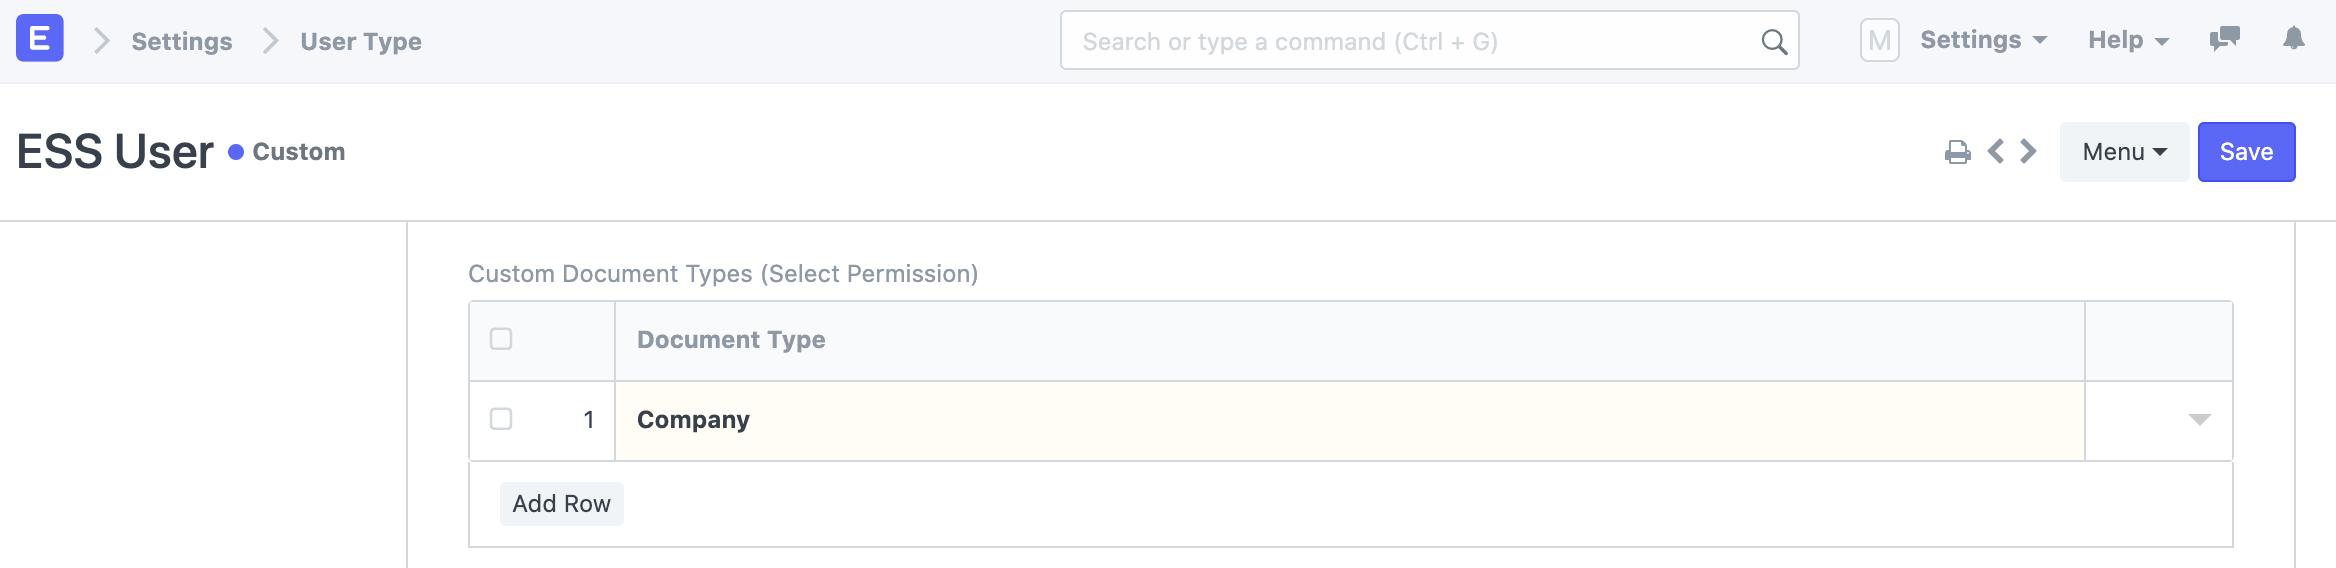 E Settings User Type Search or type a command (Ctrl + G) M Settings Help
ESS User Custom Menu Save
Custom Document Types (Select Permission)
Document Type
1 Company
Add Row